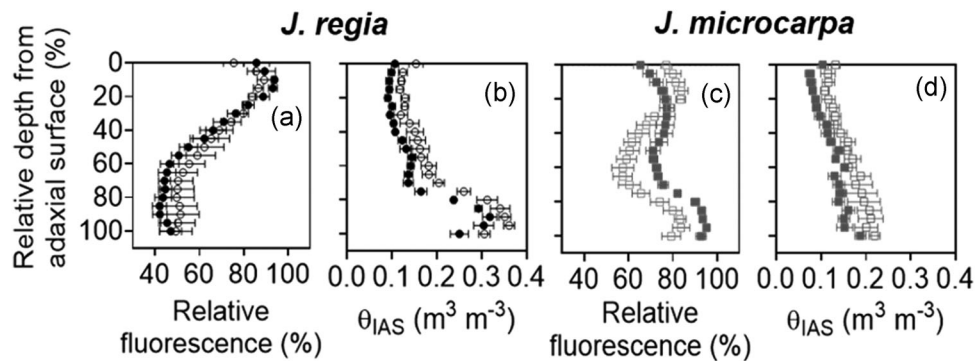 J. regia
J. microcarpa
Relative depth from
adaxial surface (%)
0
20
40
60
80
100
(a)
(b)
(c)
(d)
40 60 80 100
0.0 0.1 0.2 0.3 0.4
40 60 80 100
0.0 0.1 0.2 0.3 0.4
Relative
fluorescence (%)
θIAS (m³ m⁻³)
Relative
fluorescence (%)
θIAS (m³ m⁻³)